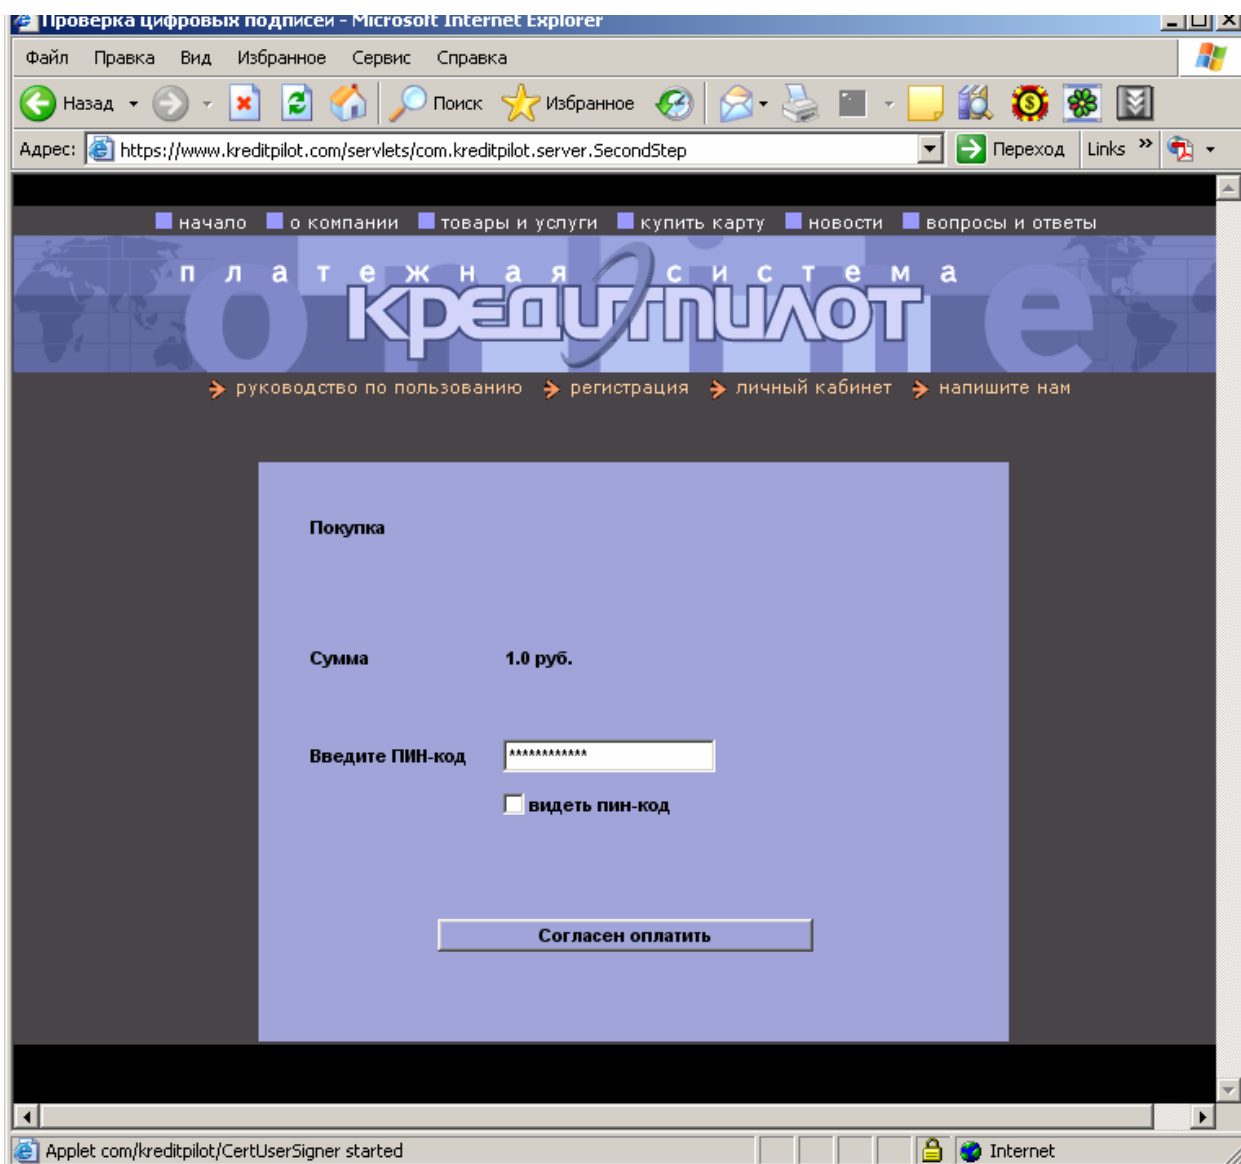 Проверка цифровых подписей - Microsoft Internet Explorer
Файл Правка Вид Избранное Сервис Справка
Назад Поиск Избранное
Адрес: https://www.kreditpilot.com/servlets/com.kreditpilot.server.SecondStep Переход Links »
начало о компании товары и услуги купить карту новости вопросы и ответы
платежная система
online
КРЕДИТПИЛОТ
руководство по пользованию регистрация личный кабинет напишите нам
Покупка
Сумма 1.0 руб.
Введите ПИН-код ************
видеть пин-код
Согласен оплатить
Applet com/kreditpilot/CertUserSigner started Internet